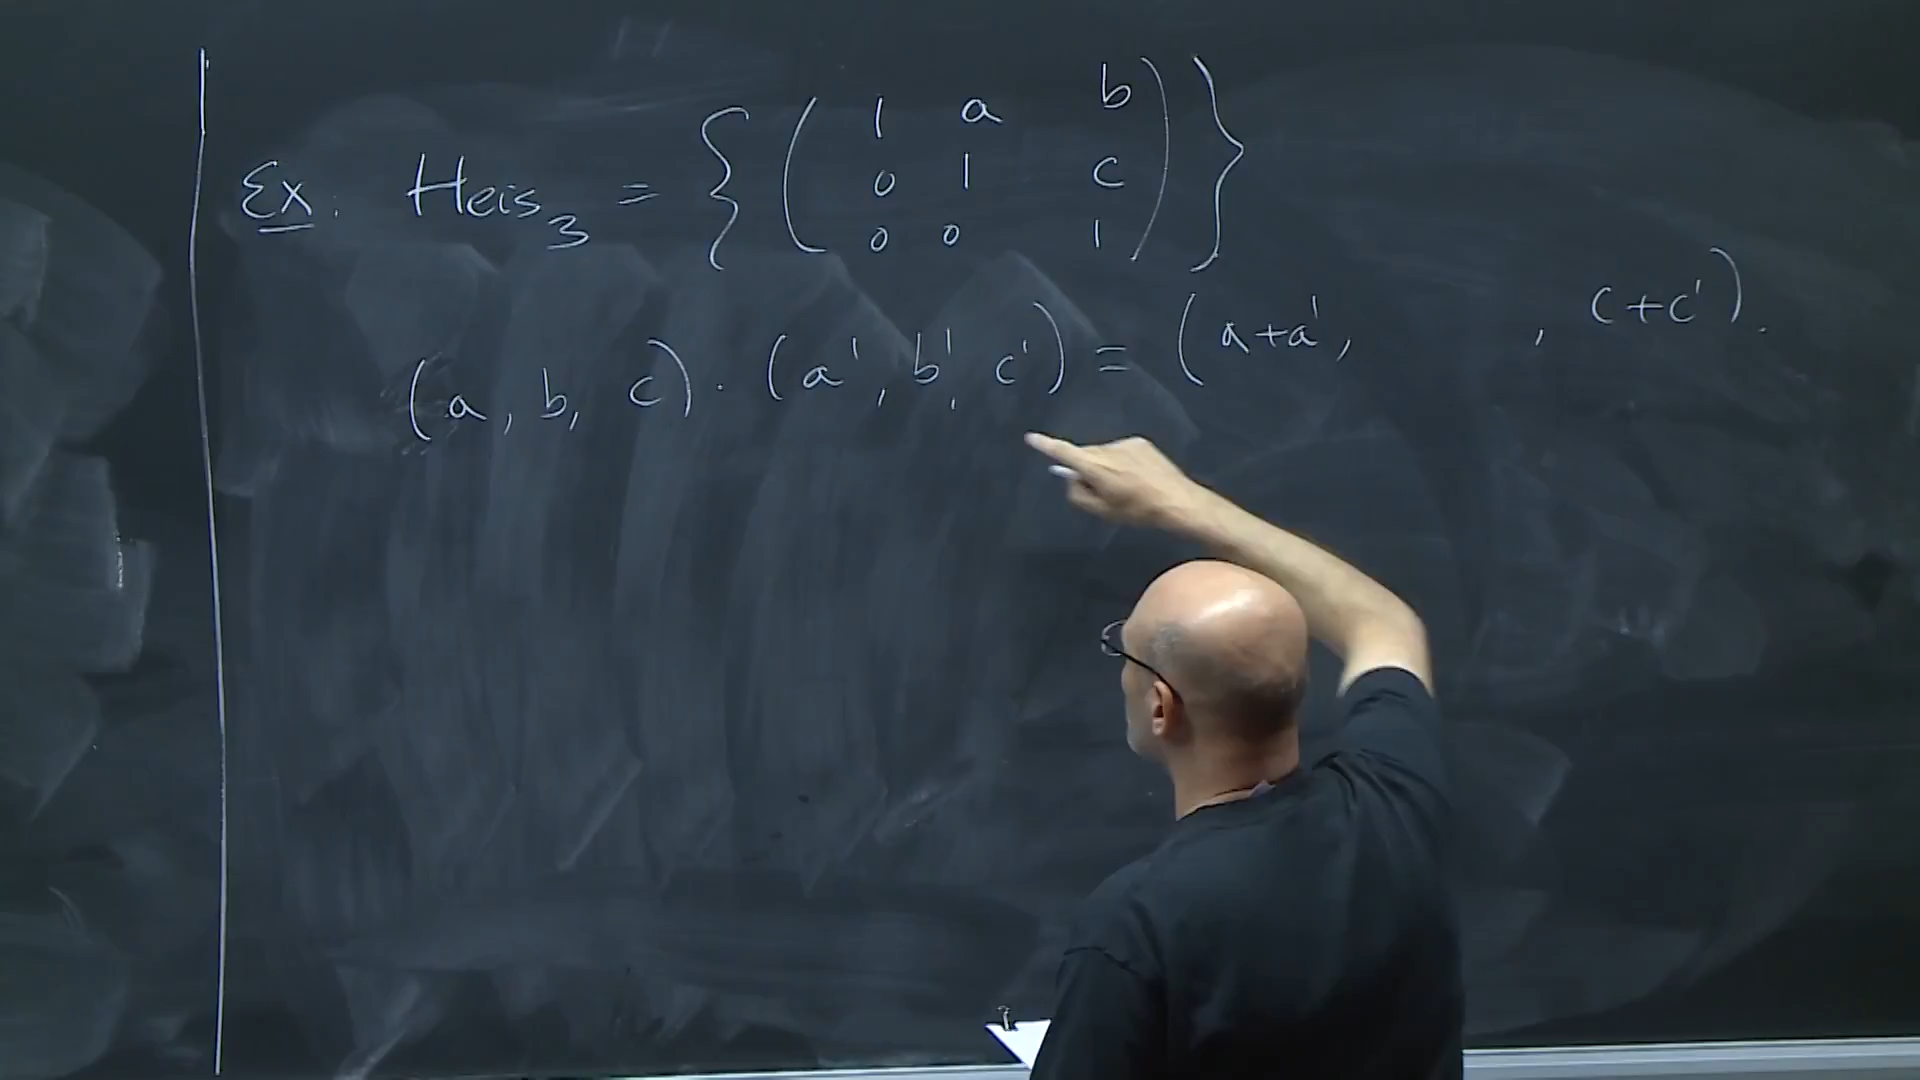 Ex. Heis₃ = { ( 1 a b
0 1 c
0 0 1 ) }
(a, b, c) · (a', b', c') = (a+a', , c+c').